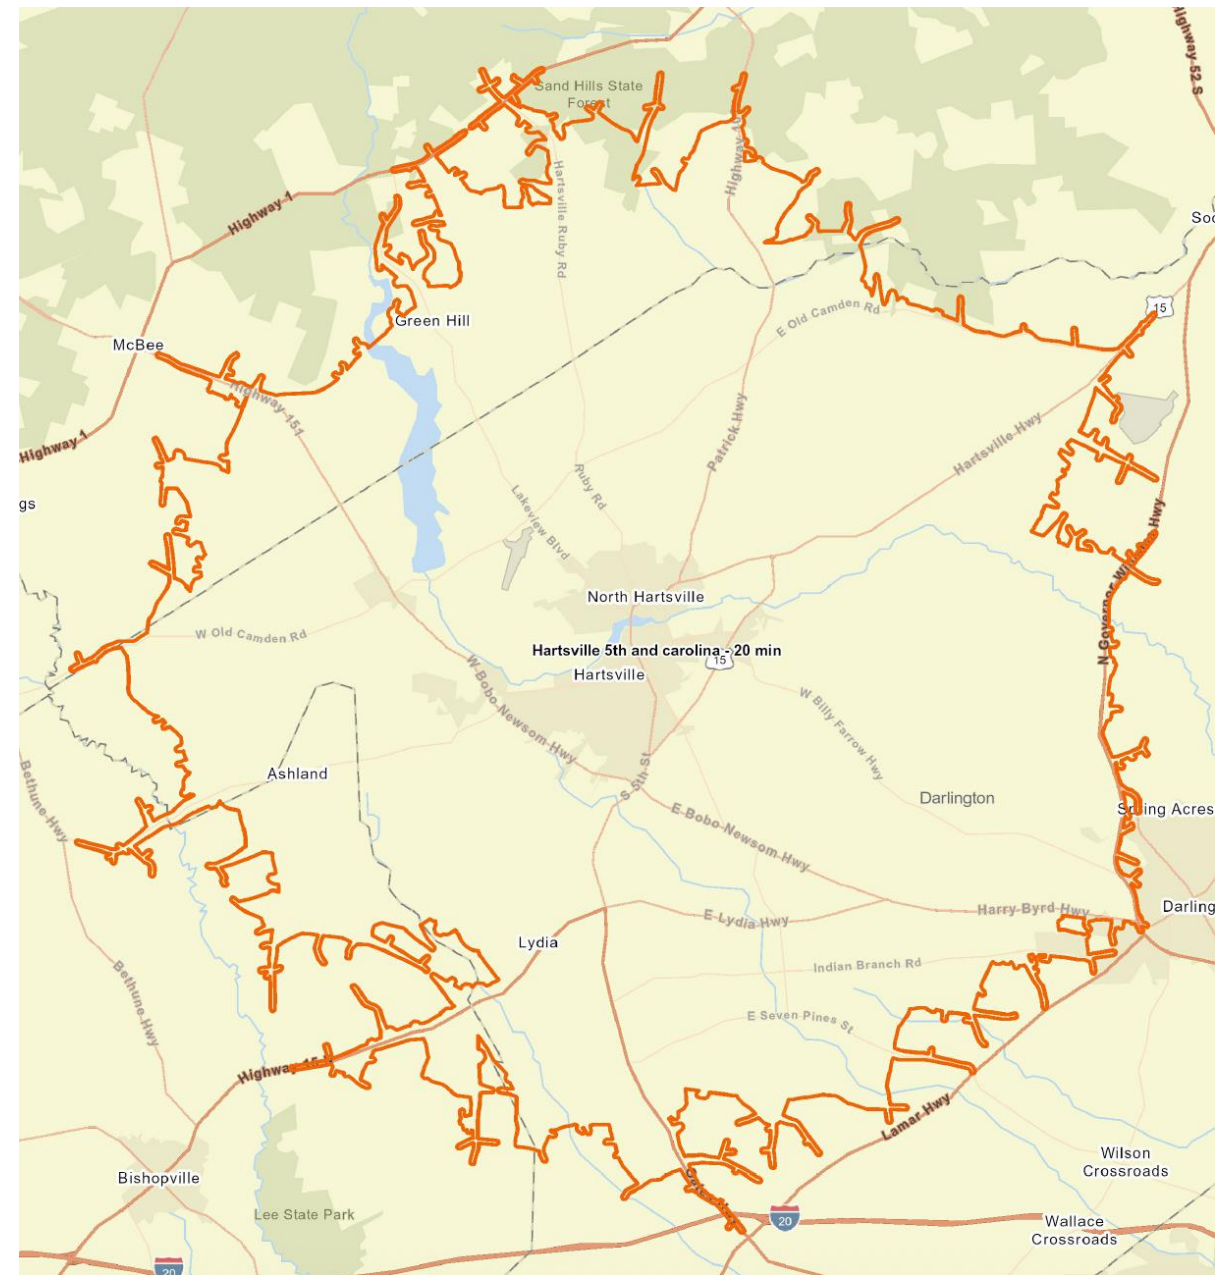 Highway 52 S
Sand Hills State
Forest
Highway 1
Highway 1
Hartsville Ruby Rd
Soc
15
E Old Camden Rd
Green Hill
McBee
Highway 151
Highway 1
Patrick Hwy
Hartsville Hwy
Ruby Rd
Lakeview Blvd
gs
North Hartsville
W Old Camden Rd
Hartsville 5th and carolina - 20 min
15
Hartsville
W Bobo Newsom Hwy
W Billy Farrow Hwy
Ashland
Bethune Hwy
S 5th St
E Bobo Newsom Hwy
Darlington
Spring Acres
Harry Byrd Hwy
Darling
E Lydia Hwy
Lydia
Indian Branch Rd
Bethune Hwy
E Seven Pines St
Highway 15 N
Lamar Hwy
Wilson
Crossroads
Bishopville
Lee State Park
20
Wallace
Crossroads
20